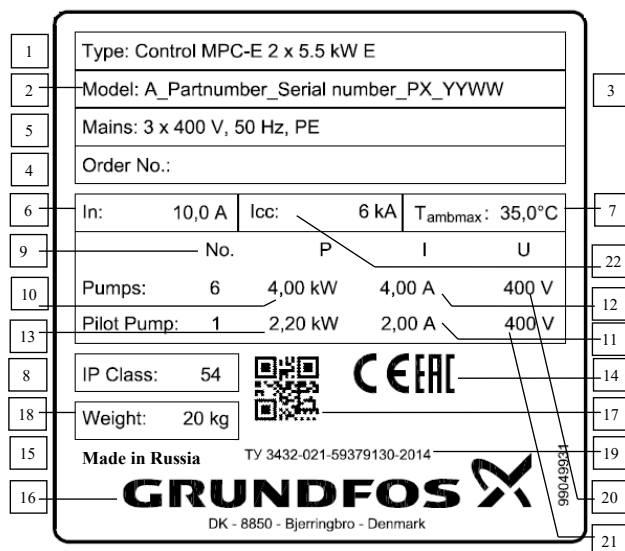 1
Type: Control MPC-E 2 x 5.5 kW E
2
Model: A_Partnumber_Serial number_PX_YYWW
3
5
Mains: 3 x 400 V, 50 Hz, PE
4
Order No.:
6
In: 10,0 A
Icc: 6 kA
Tambmax: 35,0°C
7
9
No. P I U
22
10
Pumps: 6 4,00 kW 4,00 A 400 V
12
13
Pilot Pump: 1 2,20 kW 2,00 A 400 V
11
8
IP Class: 54
CE EAC
14
18
Weight: 20 kg
17
15
Made in Russia
ТУ 3432-021-59379130-2014
19
99049931
16
GRUNDFOS X
20
DK - 8850 - Bjerringbro - Denmark
21